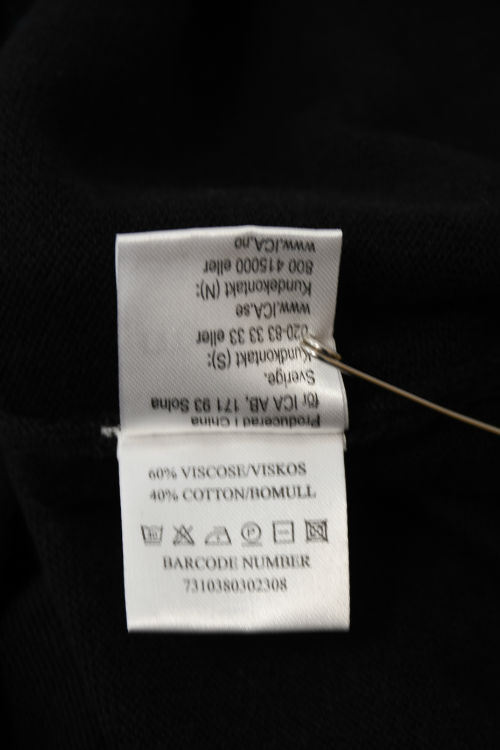 Producerad i China
för ICA AB, 171 93 Solna
Sverige.
Kundkontakt (S):
020-83 33 33 eller
www.ICA.se
Kundekontakt (N):
800 415000 eller
www.ICA.no
60% VISCOSE/VISKOS
40% COTTON/BOMULL
BARCODE NUMBER
7310380302308